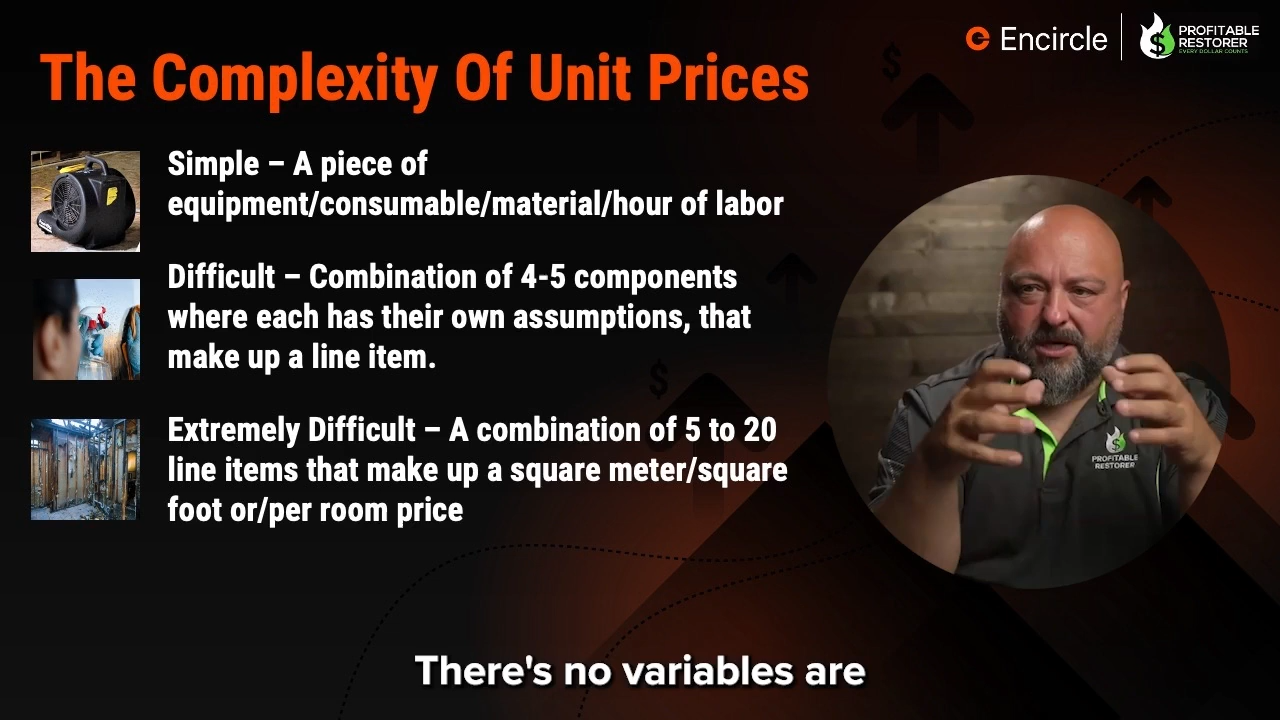 Encircle
PROFITABLE
RESTORER
EVERY DOLLAR COUNTS
The Complexity Of Unit Prices
Simple – A piece of
equipment/consumable/material/hour of labor
Difficult – Combination of 4-5 components
where each has their own assumptions, that
make up a line item.
Extremely Difficult – A combination of 5 to 20
line items that make up a square meter/square
foot or/per room price
$
$
$
$
PROFITABLE
RESTORER
There's no variables are